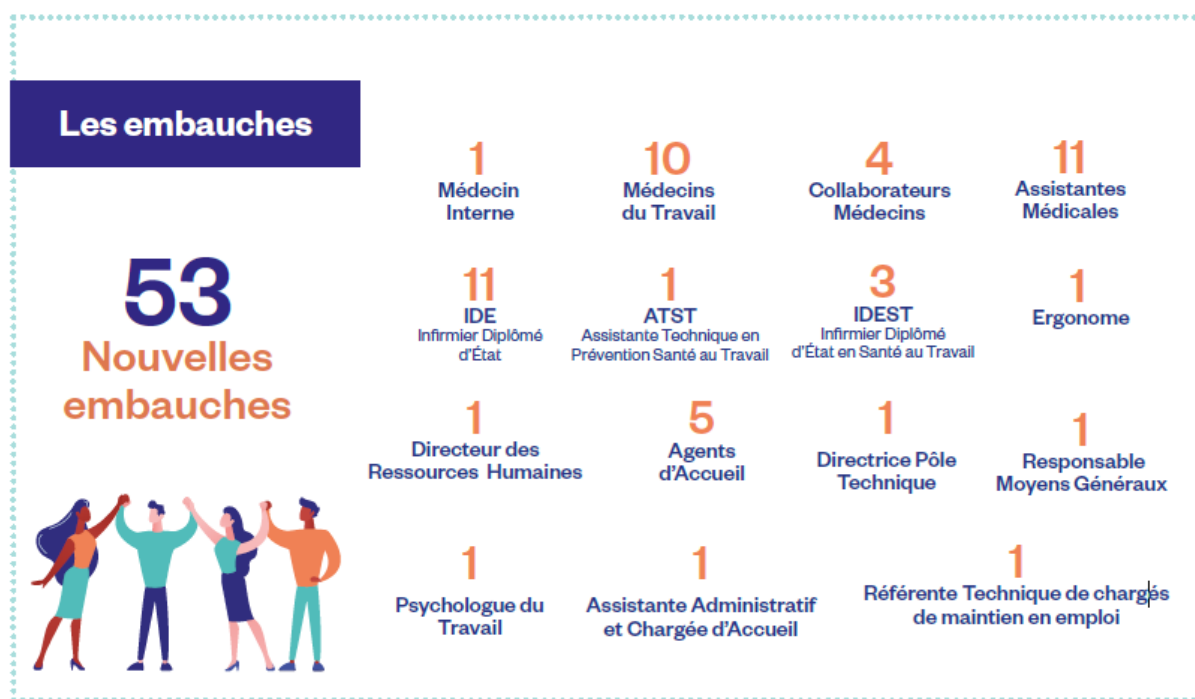 Les embauches
53
Nouvelles
embauches
1
Médecin
Interne
10
Médecins
du Travail
4
Collaborateurs
Médecins
11
Assistantes
Médicales
11
IDE
Infirmier Diplômé
d'État
1
ATST
Assistante Technique en
Prévention Santé au Travail
3
IDEST
Infirmier Diplômé
d'État en Santé au Travail
1
Ergonome
1
Directeur des
Ressources Humaines
5
Agents
d'Accueil
1
Directrice Pôle
Technique
1
Responsable
Moyens Généraux
1
Psychologue du
Travail
1
Assistante Administratif
et Chargée d'Accueil
1
Référente Technique de chargés
de maintien en emploi